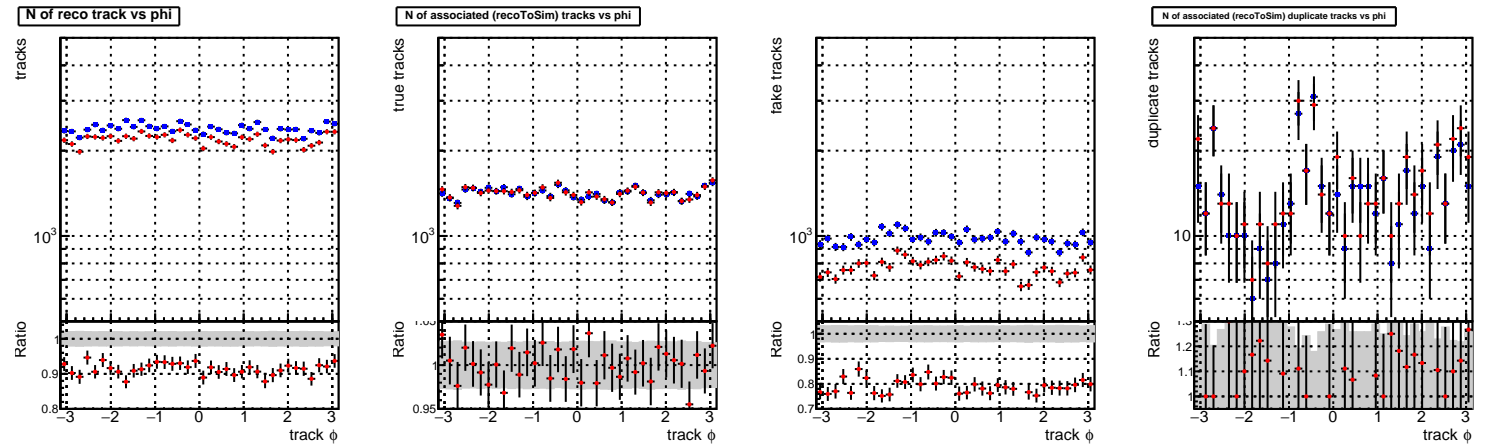 N of reco track vs phi
tracks
10³
Ratio
1
0.9
0.8
−3 −2 −1 0 1 2 3
track ϕ
N of associated (recoToSim) tracks vs phi
true tracks
10³
Ratio
1.05
1
0.95
−3 −2 −1 0 1 2 3
track ϕ
fake tracks
10³
Ratio
1
0.9
0.8
0.7
−3 −2 −1 0 1 2 3
track ϕ
N of associated (recoToSim) duplicate tracks vs phi
duplicate tracks
10
Ratio
1.3
1.2
1.1
1
−3 −2 −1 0 1 2 3
track ϕ